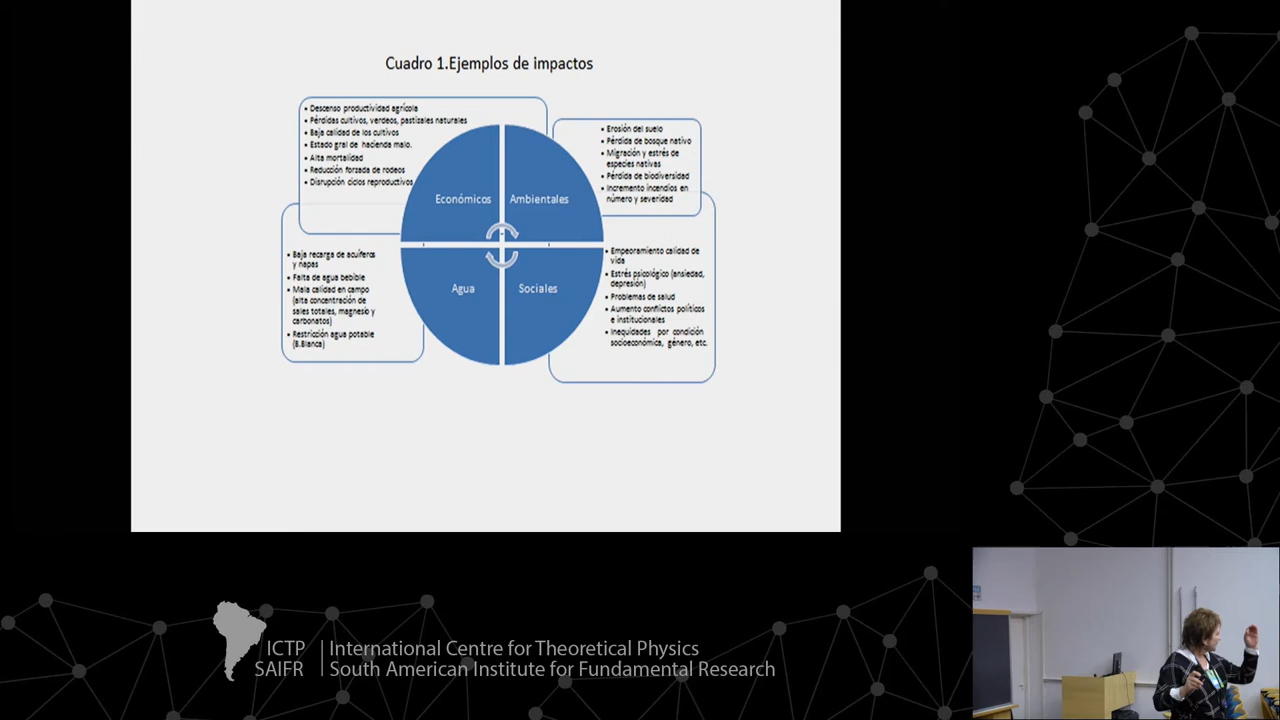 Cuadro 1.Ejemplos de impactos
• Descenso productividad agrícola
• Pérdidas cultivos, verdeos, pastizales naturales
• Baja calidad de los cultivos
• Estado gral de hacienda malo.
• Alta mortalidad
• Reducción forzada de rodeos
• Disrupción ciclos reproductivos
• Erosión del suelo
• Pérdida de bosque nativo
• Migración y estrés de
especies nativas
• Pérdida de biodiversidad
• Incremento incendios en
número y severidad
Económicos
Ambientales
• Baja recarga de acuíferos
y napas
• Falta de agua bebible
• Mala calidad en campo
(alta concentración de
sales totales, magnesio y
carbonatos)
• Restricción agua potable
(B.Blanca)
Agua
Sociales
• Empeoramiento calidad de
vida
• Estrés psicológico (ansiedad,
depresión)
• Problemas de salud
• Aumento conflictos políticos
e institucionales
• Inequidades por condición
socioeconómica, género, etc.
ICTP
SAIFR
International Centre for Theoretical Physics
South American Institute for Fundamental Research